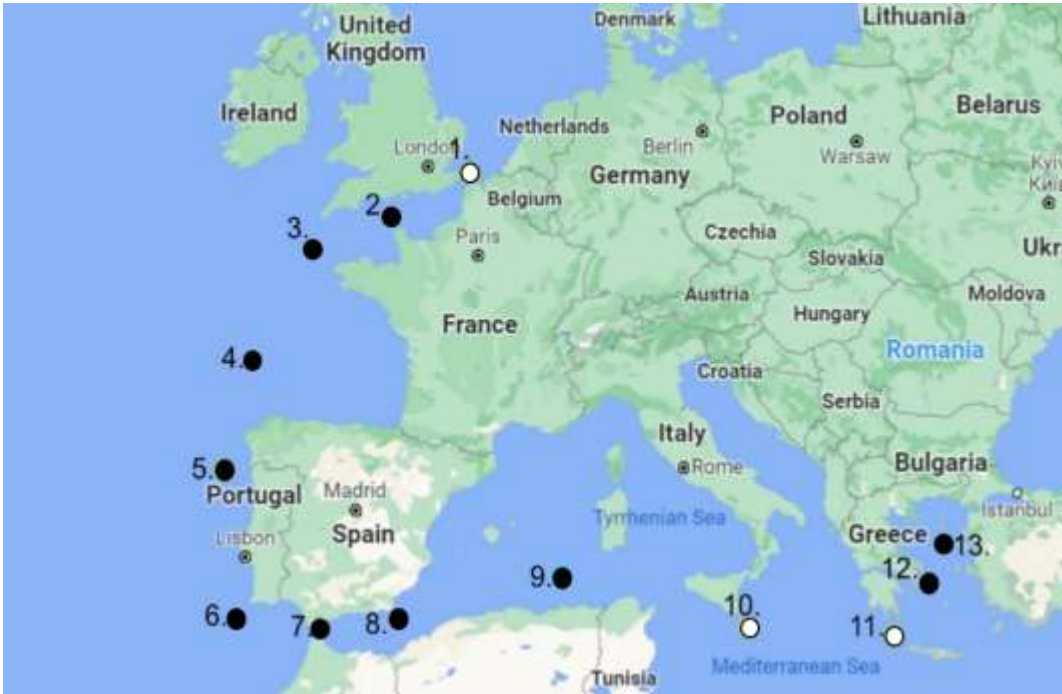 Denmark
Lithuania
United
Kingdom
Ireland
Poland
Belarus
Netherlands
Berlin
London
1.
Warsaw
Germany
Belgium
2.
Paris
Czechia
3.
Slovakia
Ukr
Austria
Moldova
Hungary
France
4.
Romania
Croatia
Serbia
Italy
5.
Rome
Bulgaria
Portugal
Madrid
Istanbul
Tyrrhenian Sea
Spain
Lisbon
Greece
13.
9.
12.
6.
7.
8.
10.
11.
Mediterranean Sea
Tunisia